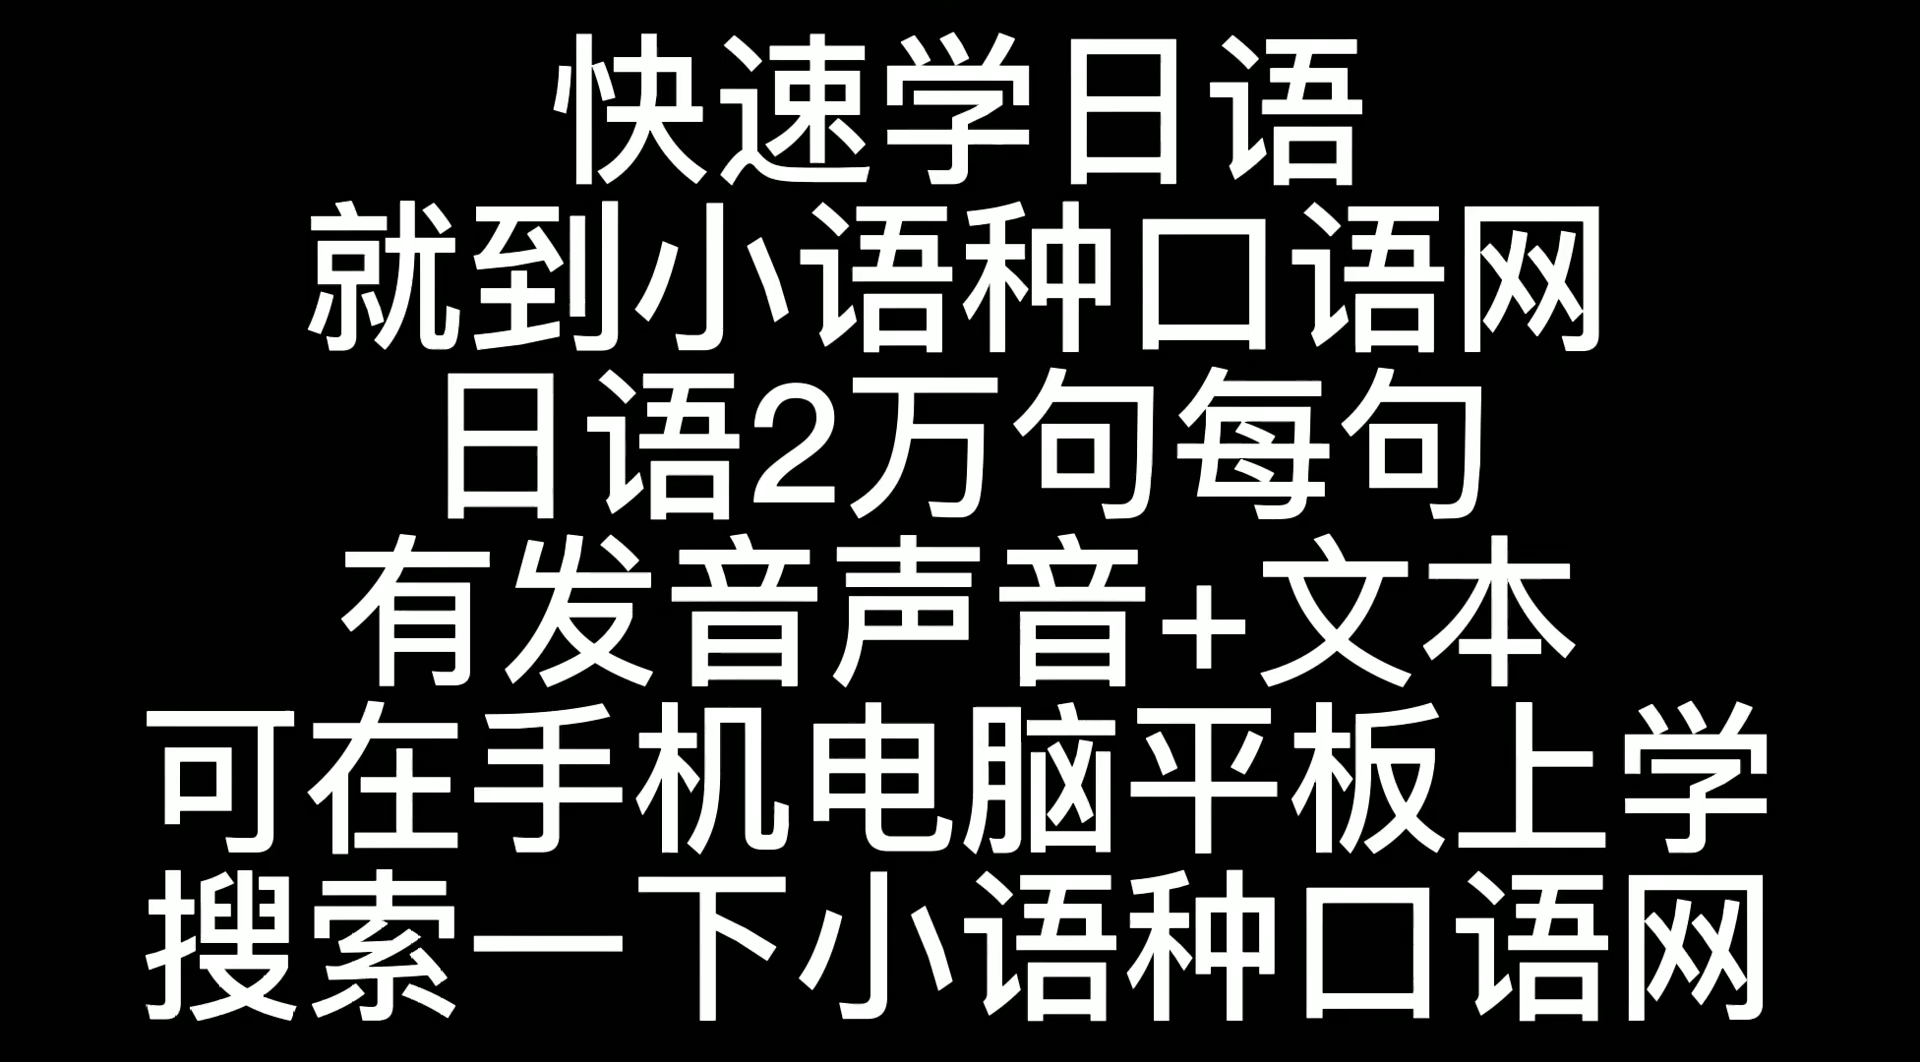 快速学日语
就到小语种口语网
日语2万句每句
有发音声音+文本
可在手机电脑平板上学
搜索一下小语种口语网